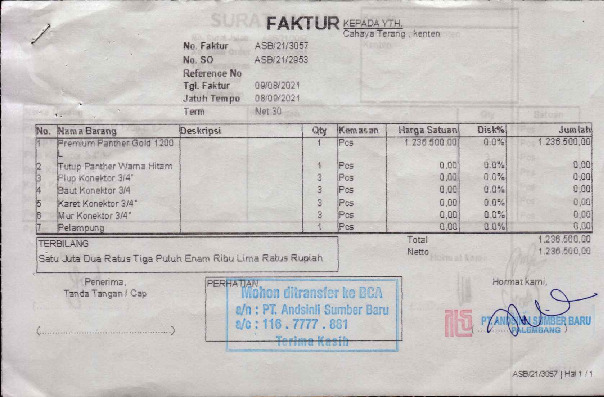 FAKTUR
KEPADA YTH.
Cahaya Terang , kenten
No. Faktur ASB/21/3057
No. SO ASB/21/2953
Reference No
Tgl. Faktur 09/08/2021
Jatuh Tempo 08/09/2021
Term Net 30
No. Nama Barang Deskripsi Qty Kemasan Harga Satuan Disk% Jumlah
1 Premium Panther Gold 1200 1 Pcs 1.236.500,00 0.0% 1.236.500,00
L
2 Tutup Panther Warna Hitam 1 Pcs 0,00 0.0% 0,00
3 Plup Konektor 3/4" 3 Pcs 0,00 0.0% 0,00
4 Baut Konektor 3/4 3 Pcs 0,00 0.0% 0,00
5 Karet Konektor 3/4" 3 Pcs 0,00 0.0% 0,00
6 Mur Konektor 3/4" 3 Pcs 0,00 0.0% 0,00
7 Pelampung 1 Pcs 0,00 0.0% 0,00
TERBILANG
Satu Juta Dua Ratus Tiga Puluh Enam Ribu Lima Ratus Rupiah
Total 1.236.500,00
Netto 1.236.500,00
Penerima,
Tanda Tangan / Cap
PERHATIAN
Mohon ditransfer ke BCA
a/n : PT. Andsinli Sumber Baru
a/c : 116 . 7777 . 881
Terima Kasih
Hormat kami,
PT. ANDSINLI SUMBER BARU
PALEMBANG
ASB/21/3057 | Hal 1 / 1